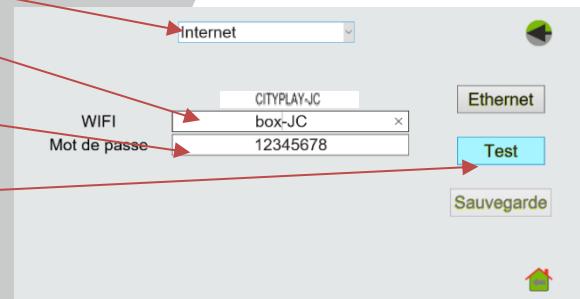 Internet
CITYPLAY-JC
Ethernet
WIFI box-JC ×
Mot de passe 12345678
Test
Sauvegarde